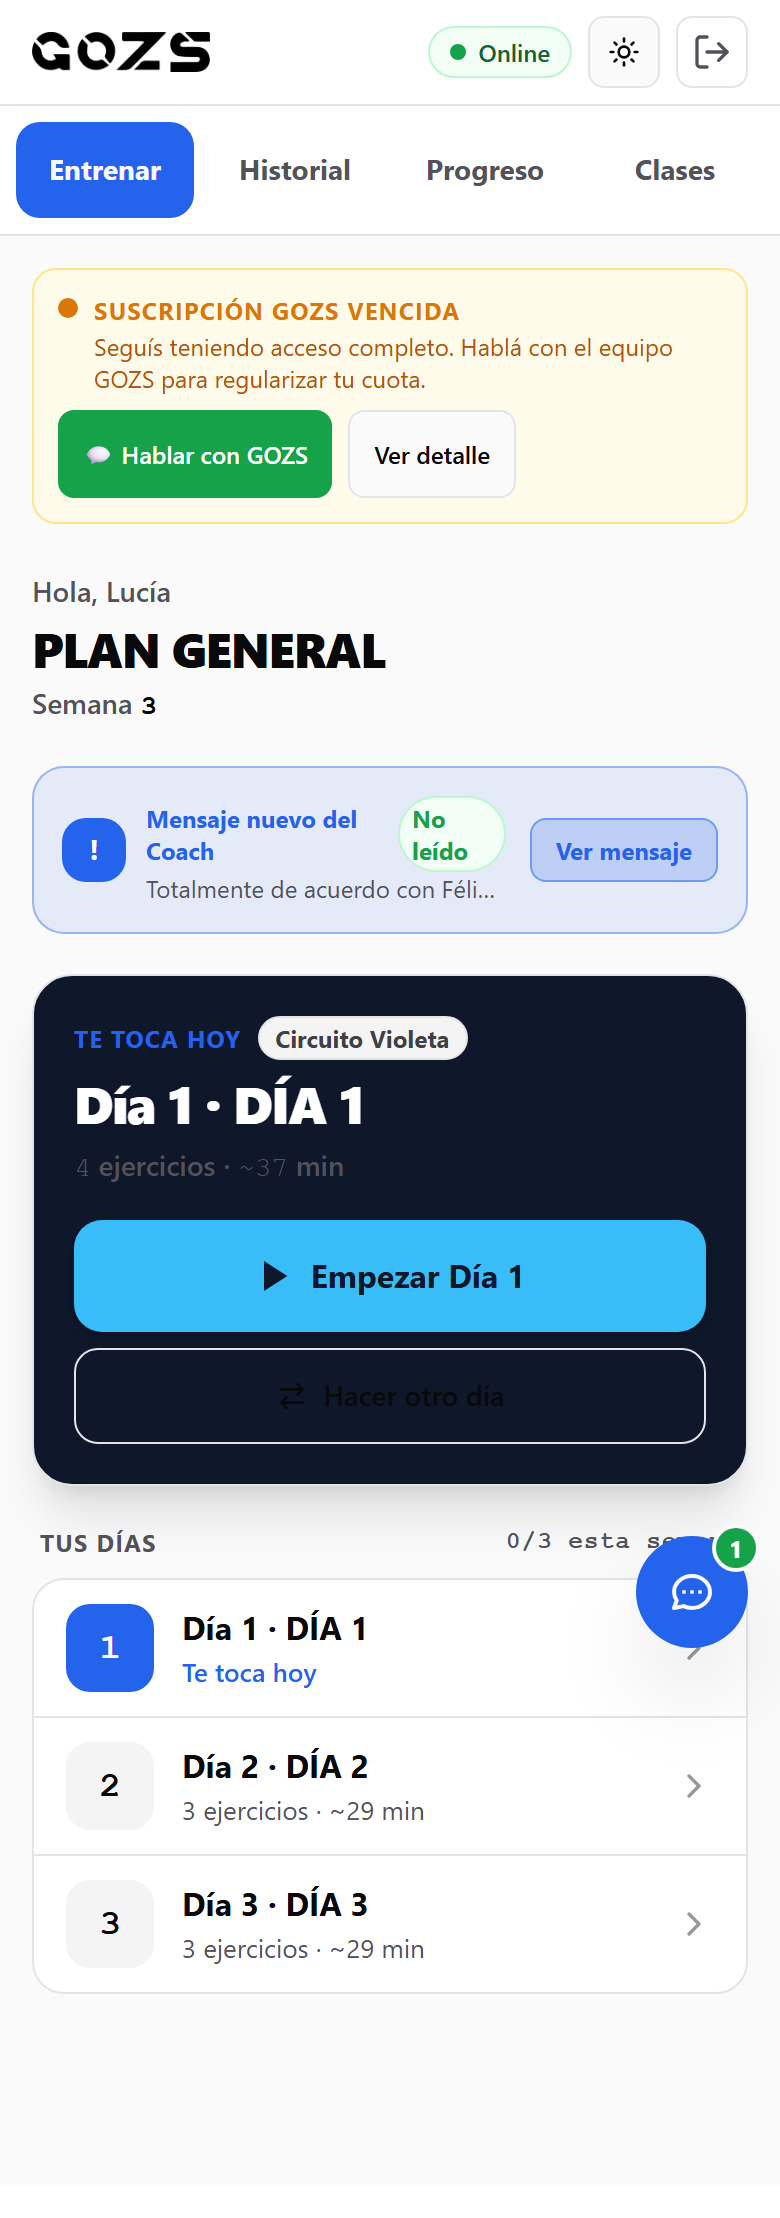 GOZS
Online
Entrenar
Historial
Progreso
Clases
SUSCRIPCIÓN GOZS VENCIDA
Seguís teniendo acceso completo. Hablá con el equipo
GOZS para regularizar tu cuota.
Hablar con GOZS
Ver detalle
Hola, Lucía
PLAN GENERAL
Semana 3
!
Mensaje nuevo del
Coach
No
leído
Totalmente de acuerdo con Féli...
Ver mensaje
TE TOCA HOY
Circuito Violeta
Día 1 · DÍA 1
4 ejercicios · ~37 min
Empezar Día 1
Hacer otro día
TUS DÍAS
0/3 esta
1
1
Día 1 · DÍA 1
Te toca hoy
2
Día 2 · DÍA 2
3 ejercicios · ~29 min
3
Día 3 · DÍA 3
3 ejercicios · ~29 min